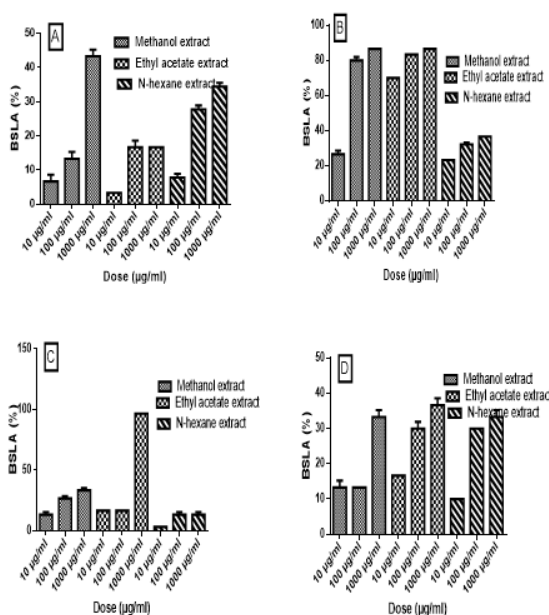 A
Methanol extract
Ethyl acetate extract
N-hexane extract
BSLA (%)
50
40
30
20
10
0
10 µg/ml
100 µg/ml
1000 µg/ml
10 µg/ml
100 µg/ml
1000 µg/ml
10 µg/ml
100 µg/ml
1000 µg/ml
Dose (µg/ml)
B
Methanol extract
Ethyl acetate extract
N-hexane extract
BSLA (%)
100
80
60
40
20
0
10 µg/ml
100 µg/ml
1000 µg/ml
10 µg/ml
100 µg/ml
1000 µg/ml
10 µg/ml
100 µg/ml
1000 µg/ml
Dose (µg/ml)
C
Methanol extract
Ethyl acetate extract
N-hexane extract
BSLA (%)
150
100
50
0
10 µg/ml
100 µg/ml
1000 µg/ml
10 µg/ml
100 µg/ml
1000 µg/ml
10 µg/ml
100 µg/ml
1000 µg/ml
Dose (µg/ml)
D
Methanol extract
Ethyl acetate extract
N-hexane extract
BSLA (%)
50
40
30
20
10
0
10 µg/ml
100 µg/ml
1000 µg/ml
10 µg/ml
100 µg/ml
1000 µg/ml
10 µg/ml
100 µg/ml
1000 µg/ml
Dose (µg/ml)